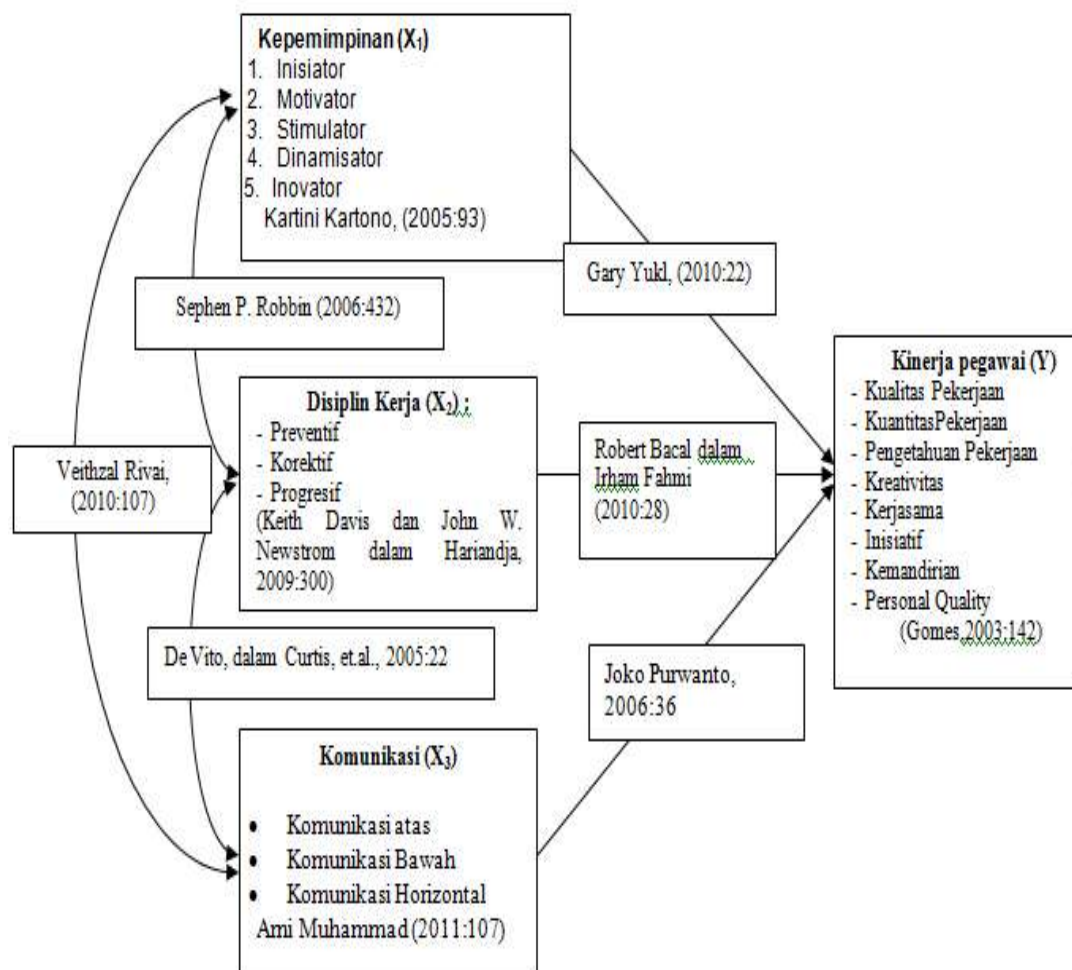 Kepemimpinan (X₁)
1. Inisiator
2. Motivator
3. Stimulator
4. Dinamisator
5. Inovator
Kartini Kartono, (2005:93)
Gary Yukl, (2010:22)
Sephen P. Robbin (2006:432)
Disiplin Kerja (X₂) :
- Preventif
- Korektif
- Progresif
(Keith Davis dan John W.
Newstrom dalam Hariandja,
2009:300)
Robert Bacal dalam
Irham Fahmi
(2010:28)
Kinerja pegawai (Y)
- Kualitas Pekerjaan
- KuantitasPekerjaan
- Pengetahuan Pekerjaan
- Kreativitas
- Kerjasama
- Inisiatif
- Kemandirian
- Personal Quality
(Gomes,2003:142)
Veithzal Rivai,
(2010:107)
De Vito, dalam Curtis, et.al., 2005:22
Joko Purwanto,
2006:36
Komunikasi (X₃)
• Komunikasi atas
• Komunikasi Bawah
• Komunikasi Horizontal
Arni Muhammad (2011:107)